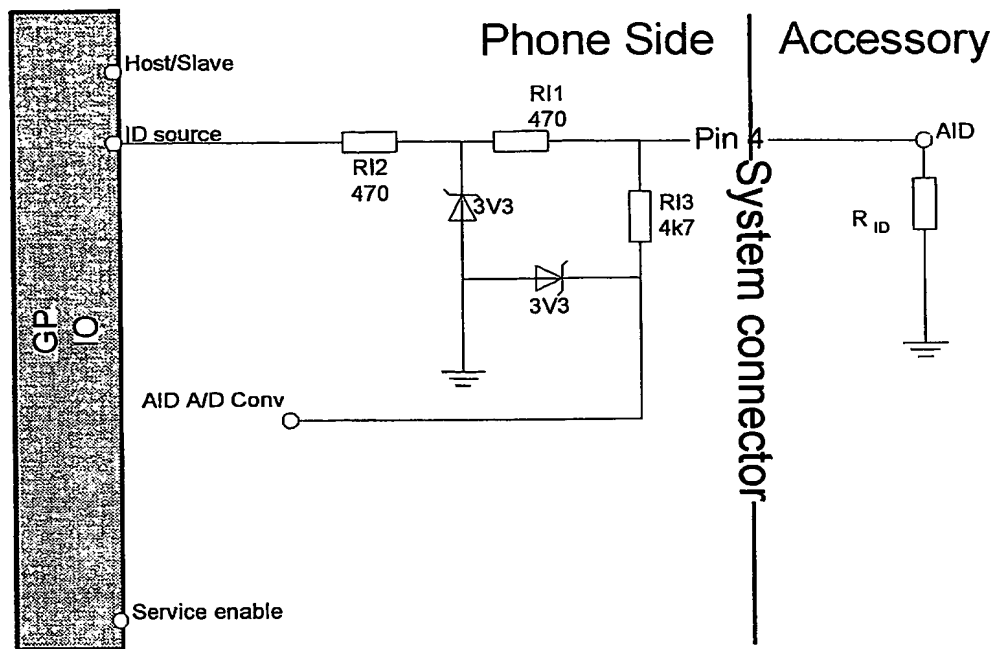 Phone Side
Accessory
Host/Slave
ID source
RI1
470
RI2
470
Pin 4
AID
3V3
RI3
4k7
R ID
3V3
GP
IO
System connector
AID A/D Conv
Service enable